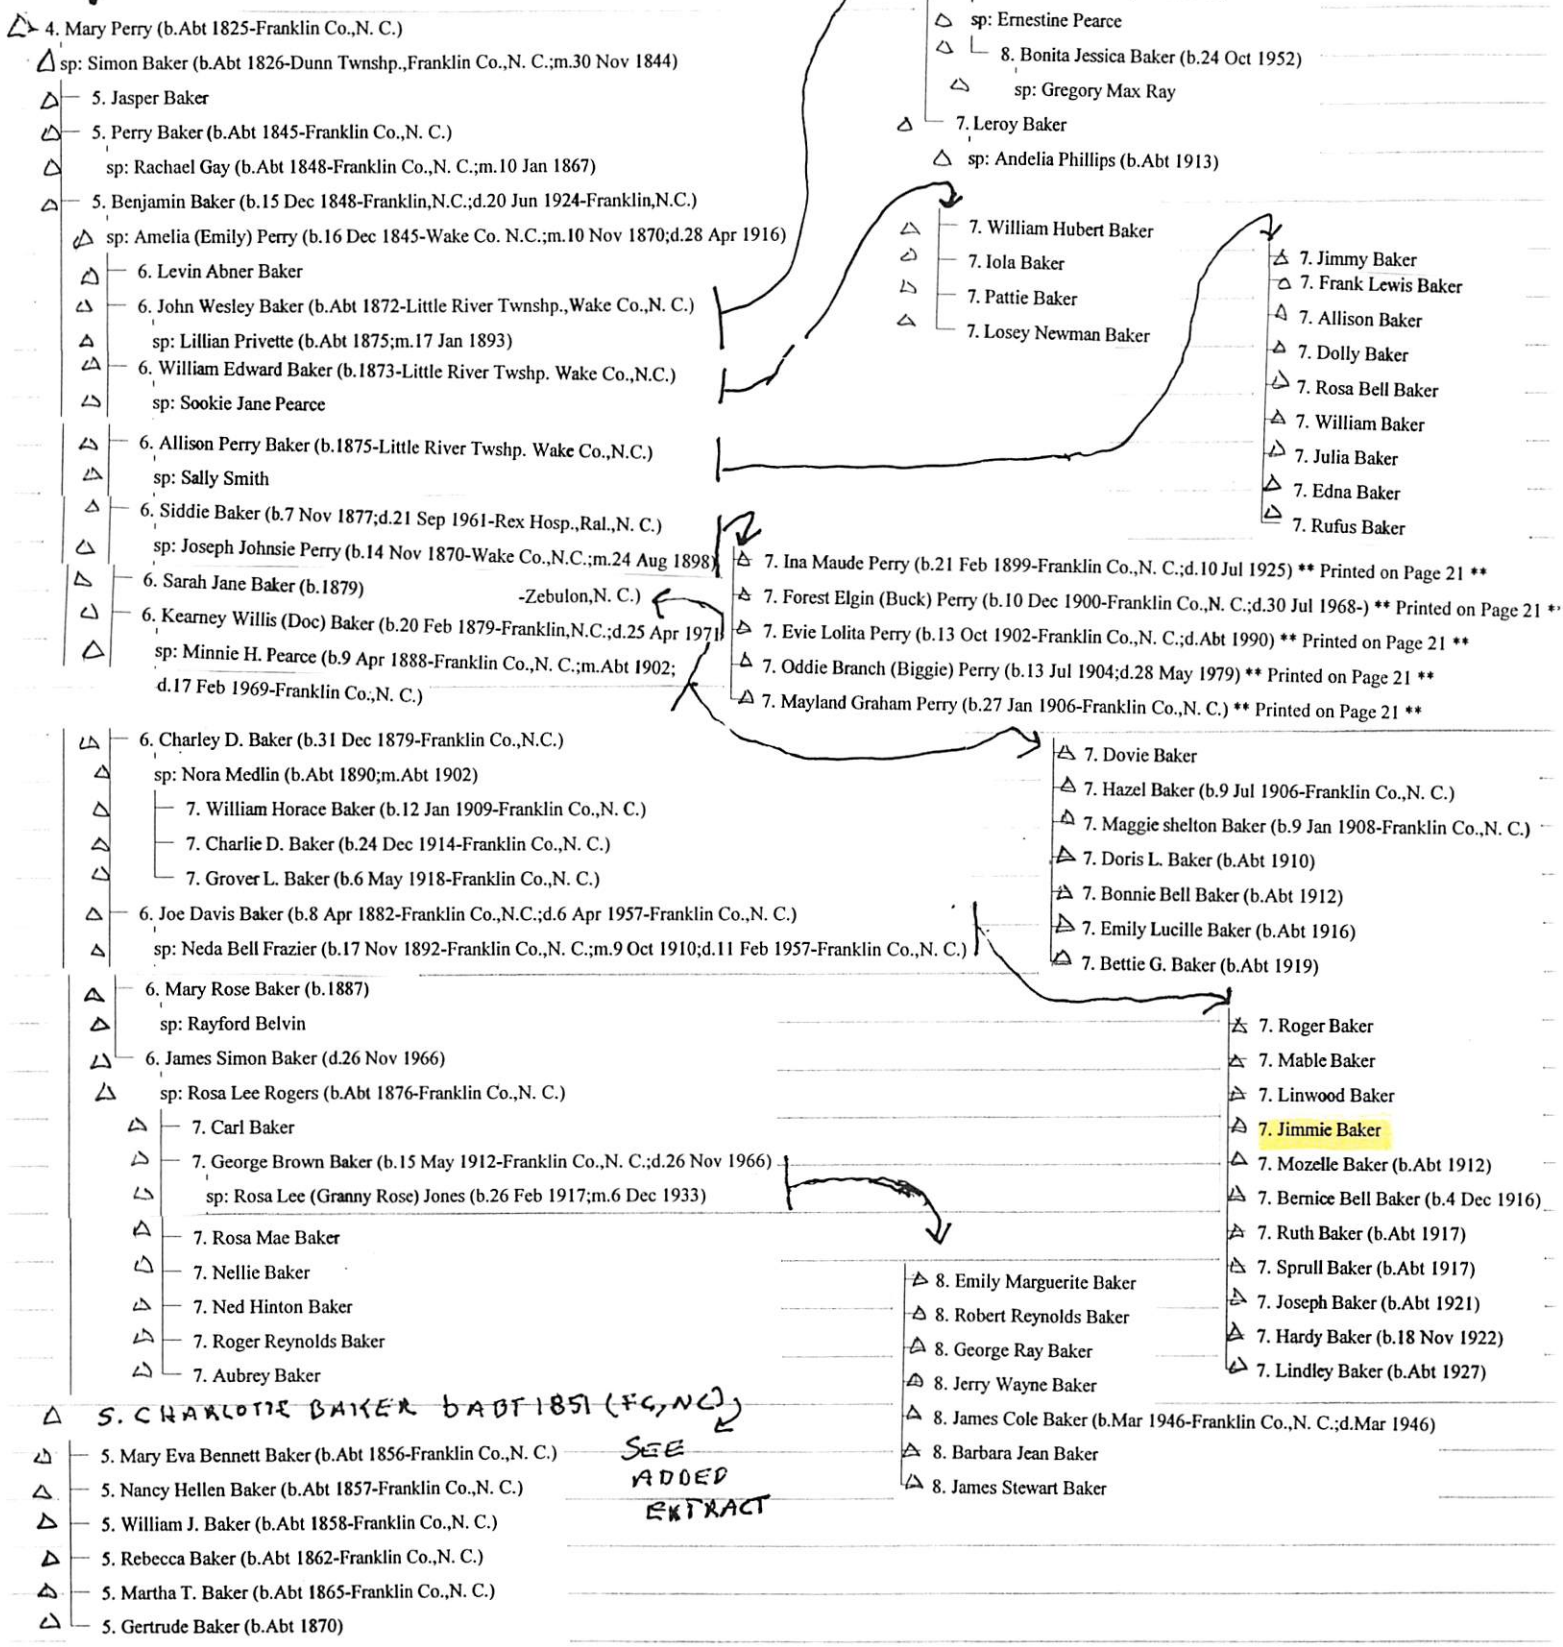 4. Mary Perry (b.Abt 1825-Franklin Co.,N. C.)
sp: Simon Baker (b.Abt 1826-Dunn Twnshp.,Franklin Co.,N. C.;m.30 Nov 1844)
5. Jasper Baker
5. Perry Baker (b.Abt 1845-Franklin Co.,N. C.)
sp: Rachael Gay (b.Abt 1848-Franklin Co.,N. C.;m.10 Jan 1867)
5. Benjamin Baker (b.15 Dec 1848-Franklin,N.C.;d.20 Jun 1924-Franklin,N.C.)
sp: Amelia (Emily) Perry (b.16 Dec 1845-Wake Co. N.C.;m.10 Nov 1870;d.28 Apr 1916)
6. Levin Abner Baker
6. John Wesley Baker (b.Abt 1872-Little River Twnshp.,Wake Co.,N. C.)
sp: Lillian Privette (b.Abt 1875;m.17 Jan 1893)
6. William Edward Baker (b.1873-Little River Twshp. Wake Co.,N.C.)
sp: Sookie Jane Pearce
6. Allison Perry Baker (b.1875-Little River Twshp. Wake Co.,N.C.)
sp: Sally Smith
6. Siddie Baker (b.7 Nov 1877;d.21 Sep 1961-Rex Hosp.,Ral.,N. C.)
sp: Joseph Johnsie Perry (b.14 Nov 1870-Wake Co.,N.C.;m.24 Aug 1898)
6. Sarah Jane Baker (b.1879)
-Zebulon,N. C.)
6. Kearney Willis (Doc) Baker (b.20 Feb 1879-Franklin,N.C.;d.25 Apr 1971
sp: Minnie H. Pearce (b.9 Apr 1888-Franklin Co.,N. C.;m.Abt 1902;
d.17 Feb 1969-Franklin Co.,N. C.)
6. Charley D. Baker (b.31 Dec 1879-Franklin Co.,N.C.)
sp: Nora Medlin (b.Abt 1890;m.Abt 1902)
7. William Horace Baker (b.12 Jan 1909-Franklin Co.,N. C.)
7. Charlie D. Baker (b.24 Dec 1914-Franklin Co.,N. C.)
7. Grover L. Baker (b.6 May 1918-Franklin Co.,N. C.)
6. Joe Davis Baker (b.8 Apr 1882-Franklin Co.,N.C.;d.6 Apr 1957-Franklin Co.,N. C.)
sp: Neda Bell Frazier (b.17 Nov 1892-Franklin Co.,N. C.;m.9 Oct 1910;d.11 Feb 1957-Franklin Co.,N. C.)
6. Mary Rose Baker (b.1887)
sp: Rayford Belvin
6. James Simon Baker (d.26 Nov 1966)
sp: Rosa Lee Rogers (b.Abt 1876-Franklin Co.,N. C.)
7. Carl Baker
7. George Brown Baker (b.15 May 1912-Franklin Co.,N. C.;d.26 Nov 1966)
sp: Rosa Lee (Granny Rose) Jones (b.26 Feb 1917;m.6 Dec 1933)
7. Rosa Mae Baker
7. Nellie Baker
7. Ned Hinton Baker
7. Roger Reynolds Baker
7. Aubrey Baker
5. CHARLOTTE BAKER bABT 1851 (FC, NC)
SEE
ADDED
EXTRACT
5. Mary Eva Bennett Baker (b.Abt 1856-Franklin Co.,N. C.)
5. Nancy Hellen Baker (b.Abt 1857-Franklin Co.,N. C.)
5. William J. Baker (b.Abt 1858-Franklin Co.,N. C.)
5. Rebecca Baker (b.Abt 1862-Franklin Co.,N. C.)
5. Martha T. Baker (b.Abt 1865-Franklin Co.,N. C.)
5. Gertrude Baker (b.Abt 1870)
sp: Ernestine Pearce
8. Bonita Jessica Baker (b.24 Oct 1952)
sp: Gregory Max Ray
7. Leroy Baker
sp: Andelia Phillips (b.Abt 1913)
7. William Hubert Baker
7. Iola Baker
7. Pattie Baker
7. Losey Newman Baker
7. Jimmy Baker
7. Frank Lewis Baker
7. Allison Baker
7. Dolly Baker
7. Rosa Bell Baker
7. William Baker
7. Julia Baker
7. Edna Baker
7. Rufus Baker
7. Ina Maude Perry (b.21 Feb 1899-Franklin Co.,N. C.;d.10 Jul 1925) ** Printed on Page 21 **
7. Forest Elgin (Buck) Perry (b.10 Dec 1900-Franklin Co.,N. C.;d.30 Jul 1968-) ** Printed on Page 21 **
7. Evie Lolita Perry (b.13 Oct 1902-Franklin Co.,N. C.;d.Abt 1990) ** Printed on Page 21 **
7. Oddie Branch (Biggie) Perry (b.13 Jul 1904;d.28 May 1979) ** Printed on Page 21 **
7. Mayland Graham Perry (b.27 Jan 1906-Franklin Co.,N. C.) ** Printed on Page 21 **
7. Dovie Baker
7. Hazel Baker (b.9 Jul 1906-Franklin Co.,N. C.)
7. Maggie shelton Baker (b.9 Jan 1908-Franklin Co.,N. C.)
7. Doris L. Baker (b.Abt 1910)
7. Bonnie Bell Baker (b.Abt 1912)
7. Emily Lucille Baker (b.Abt 1916)
7. Bettie G. Baker (b.Abt 1919)
7. Roger Baker
7. Mable Baker
7. Linwood Baker
7. Jimmie Baker
7. Mozelle Baker (b.Abt 1912)
7. Bernice Bell Baker (b.4 Dec 1916)
7. Ruth Baker (b.Abt 1917)
7. Sprull Baker (b.Abt 1917)
7. Joseph Baker (b.Abt 1921)
7. Hardy Baker (b.18 Nov 1922)
7. Lindley Baker (b.Abt 1927)
8. Emily Marguerite Baker
8. Robert Reynolds Baker
8. George Ray Baker
8. Jerry Wayne Baker
8. James Cole Baker (b.Mar 1946-Franklin Co.,N. C.;d.Mar 1946)
8. Barbara Jean Baker
8. James Stewart Baker